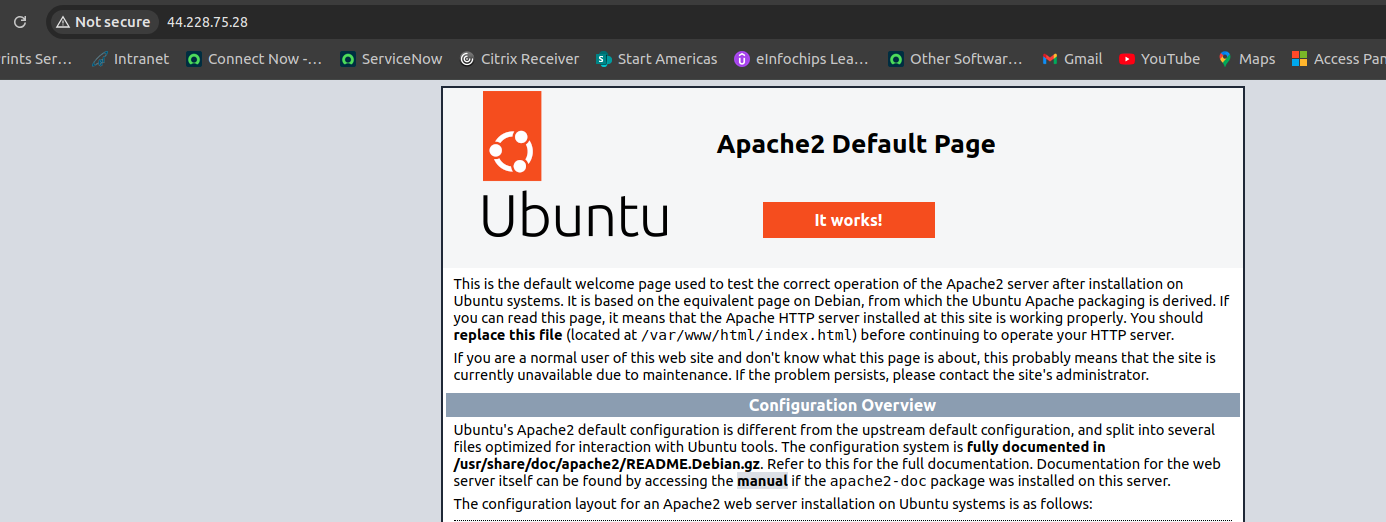 Not secure 44.228.75.28
rints Ser... Intranet Connect Now -... ServiceNow Citrix Receiver Start Americas eInfochips Lea... Other Softwar... Gmail YouTube Maps Access Pan
Apache2 Default Page
Ubuntu
It works!
This is the default welcome page used to test the correct operation of the Apache2 server after installation on
Ubuntu systems. It is based on the equivalent page on Debian, from which the Ubuntu Apache packaging is derived. If
you can read this page, it means that the Apache HTTP server installed at this site is working properly. You should
replace this file (located at /var/www/html/index.html) before continuing to operate your HTTP server.
If you are a normal user of this web site and don't know what this page is about, this probably means that the site is
currently unavailable due to maintenance. If the problem persists, please contact the site's administrator.
Configuration Overview
Ubuntu's Apache2 default configuration is different from the upstream default configuration, and split into several
files optimized for interaction with Ubuntu tools. The configuration system is fully documented in
/usr/share/doc/apache2/README.Debian.gz. Refer to this for the full documentation. Documentation for the web
server itself can be found by accessing the manual if the apache2-doc package was installed on this server.
The configuration layout for an Apache2 web server installation on Ubuntu systems is as follows: